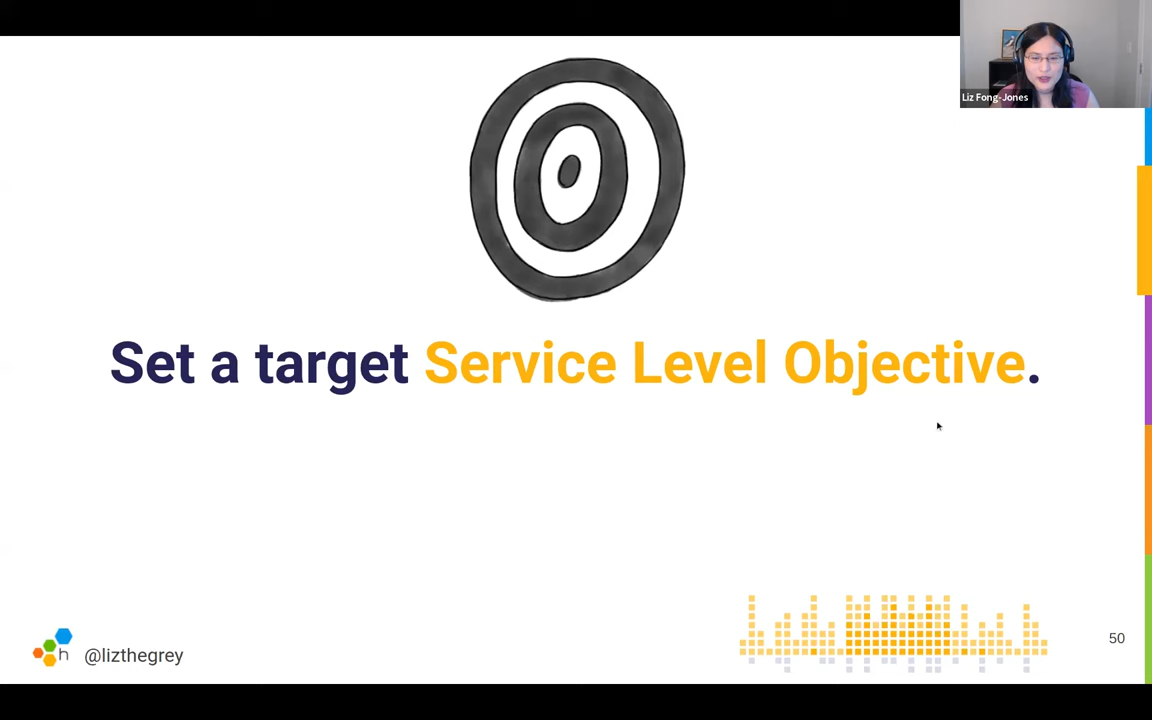 Liz Fong-Jones
Set a target Service Level Objective.
h
@lizthegrey
50